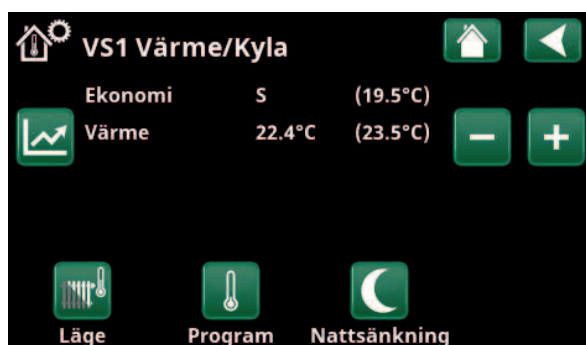 VS1 Värme/Kyla
Ekonomi S (19.5°C)
Värme 22.4°C (23.5°C)
Läge Program Nattsänkning